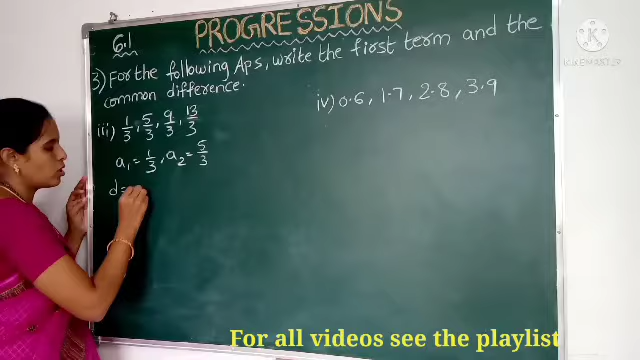 6.1 PROGRESSIONS
3) For the following Aps, write the first term and the
common difference.
iii) 1/3, 5/3, 9/3, 13/3
a₁ = 1/3, a₂ = 5/3
d=
iv) 0.6, 1.7, 2.8, 3.9
For all videos see the playlist
KINEMASTER